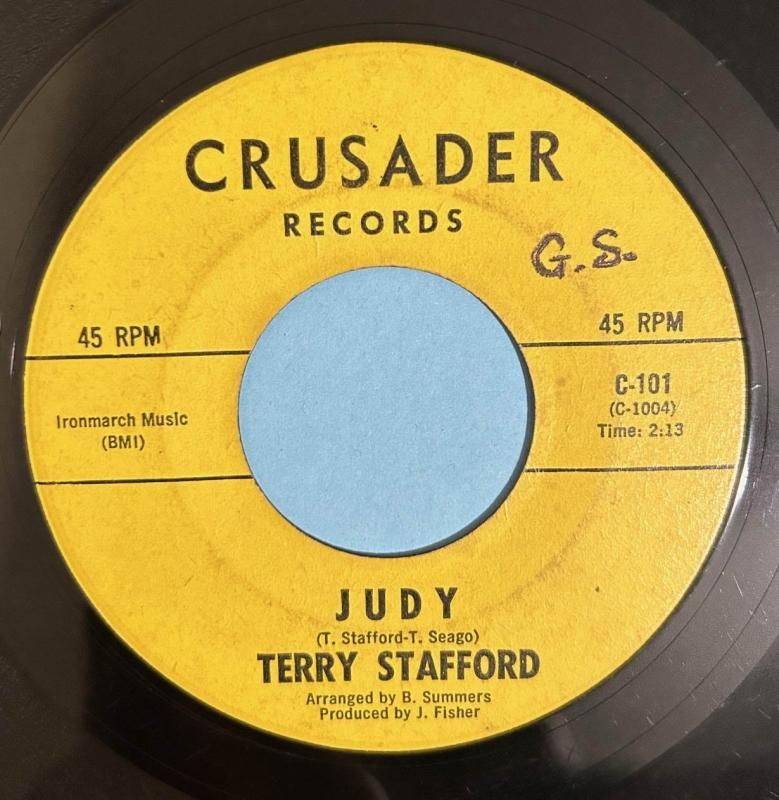 CRUSADER
RECORDS
G.S.
45 RPM
45 RPM
Ironmarch Music
(BMI)
C-101
(C-1004)
Time: 2:13
JUDY
(T. Stafford-T. Seago)
TERRY STAFFORD
Arranged by B. Summers
Produced by J. Fisher